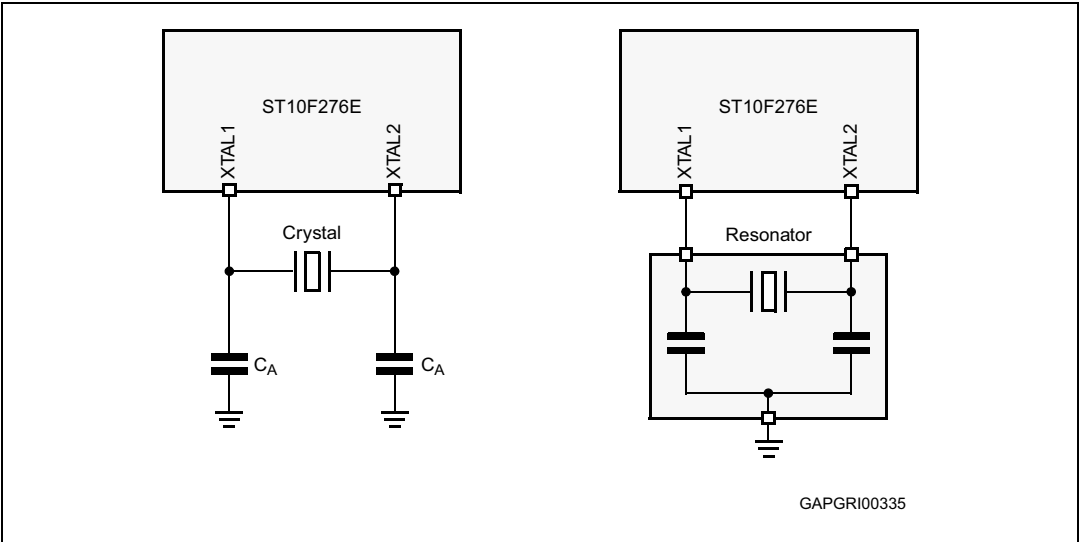 ST10F276E
XTAL1
XTAL2
Crystal
CA
CA
ST10F276E
XTAL1
XTAL2
Resonator
GAPGRI00335